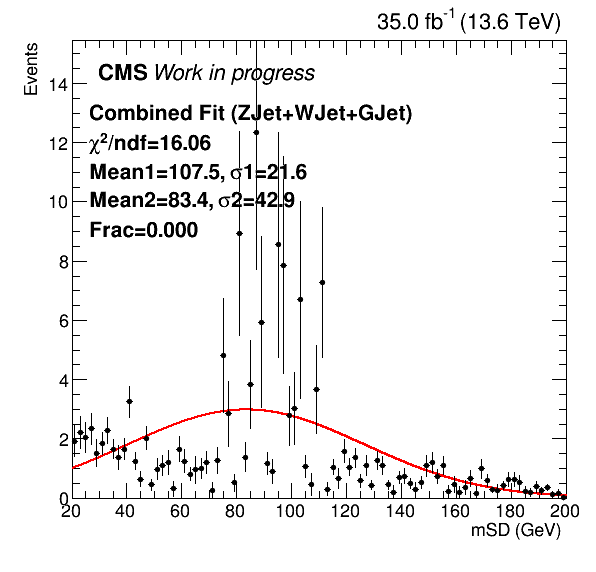 35.0 fb⁻¹ (13.6 TeV)
Events
CMS Work in progress
Combined Fit (ZJet+WJet+GJet)
χ²/ndf=16.06
Mean1=107.5, σ1=21.6
Mean2=83.4, σ2=42.9
Frac=0.000
14
12
10
8
6
4
2
0
20 40 60 80 100 120 140 160 180 200
mSD (GeV)